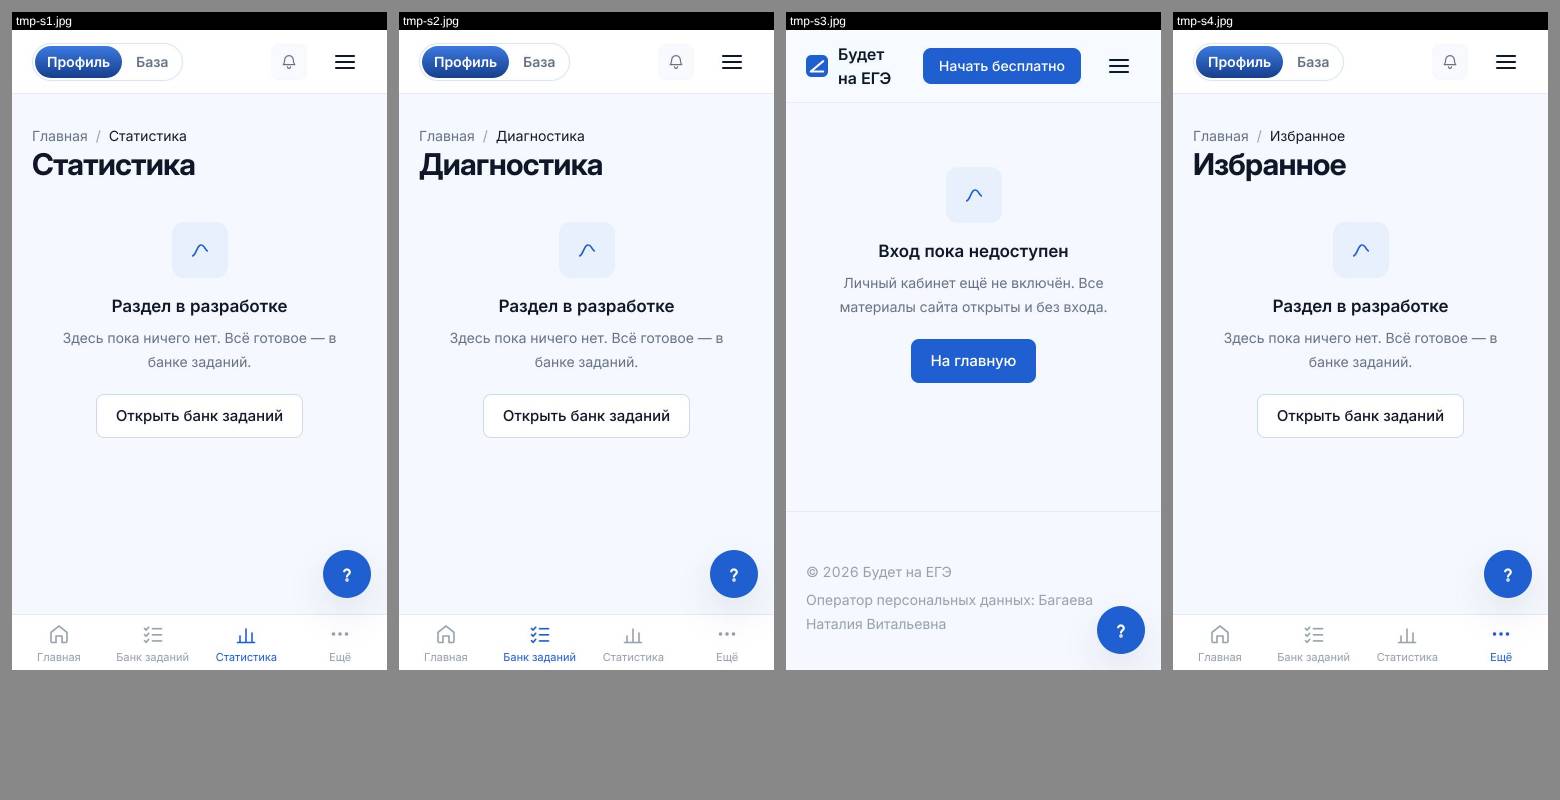 tmp-s1.jpg
Профиль
База
Главная / Статистика
Статистика
Раздел в разработке
Здесь пока ничего нет. Всё готовое — в
банке заданий.
Открыть банк заданий
?
Главная
Банк заданий
Статистика
Ещё
tmp-s2.jpg
Профиль
База
Главная / Диагностика
Диагностика
Раздел в разработке
Здесь пока ничего нет. Всё готовое — в
банке заданий.
Открыть банк заданий
?
Главная
Банк заданий
Статистика
Ещё
tmp-s3.jpg
Будет
на ЕГЭ
Начать бесплатно
Вход пока недоступен
Личный кабинет ещё не включён. Все
материалы сайта открыты и без входа.
На главную
© 2026 Будет на ЕГЭ
Оператор персональных данных: Багаева
Наталия Витальевна
?
tmp-s4.jpg
Профиль
База
Главная / Избранное
Избранное
Раздел в разработке
Здесь пока ничего нет. Всё готовое — в
банке заданий.
Открыть банк заданий
?
Главная
Банк заданий
Статистика
Ещё